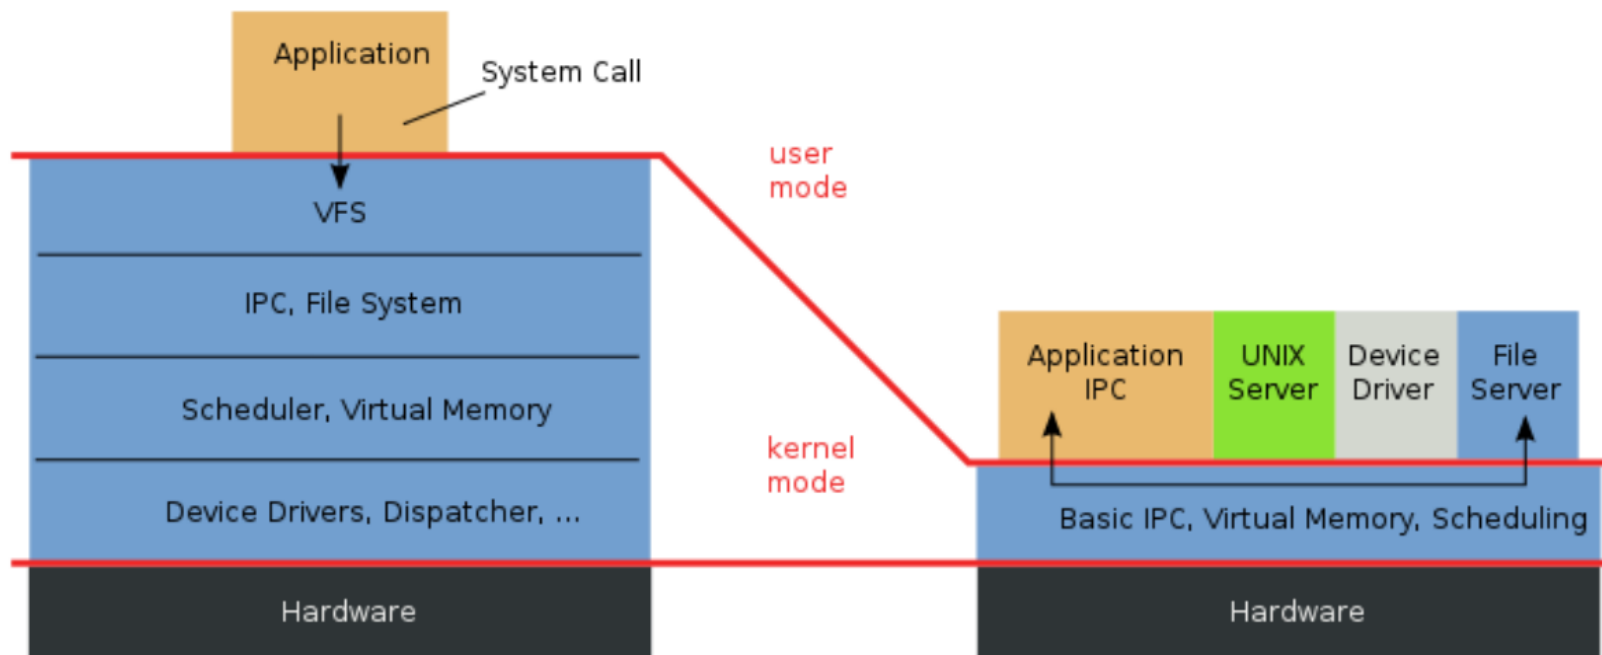 Application
System Call
VFS
IPC, File System
Scheduler, Virtual Memory
Device Drivers, Dispatcher, ...
Hardware
user
mode
kernel
mode
Application
IPC
UNIX
Server
Device
Driver
File
Server
Basic IPC, Virtual Memory, Scheduling
Hardware